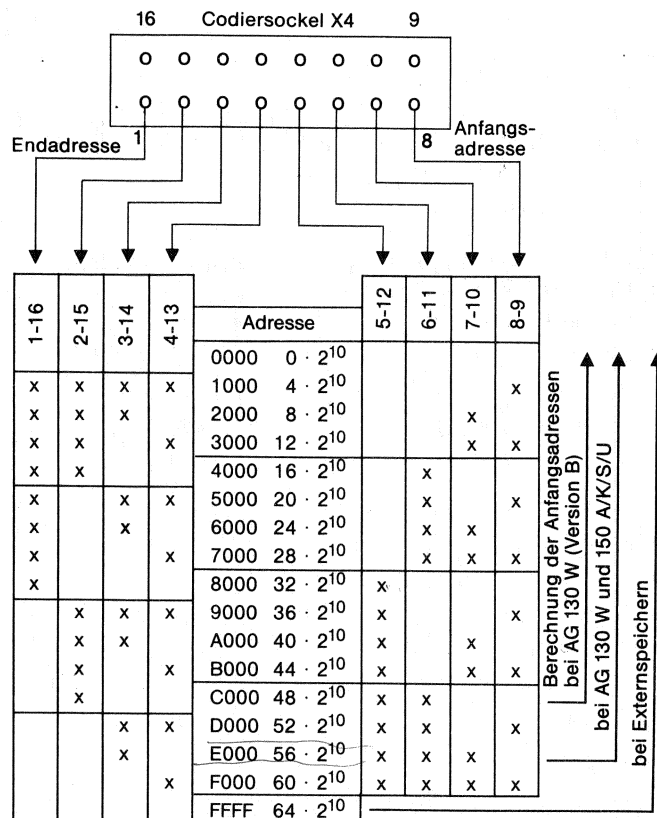 16 Codiersockel X4 9
o o o o o o o o
o o o o o o o o
Endadresse 1 8 Anfangs-
adresse
1-16 2-15 3-14 4-13 Adresse 5-12 6-11 7-10 8-9
0000 0 · 2¹⁰
x x x x 1000 4 · 2¹⁰ x
x x x 2000 8 · 2¹⁰ x
x x x 3000 12 · 2¹⁰ x x
x x 4000 16 · 2¹⁰ x
x x x 5000 20 · 2¹⁰ x x
x x 6000 24 · 2¹⁰ x x
x x 7000 28 · 2¹⁰ x x x
x 8000 32 · 2¹⁰ x
x x x 9000 36 · 2¹⁰ x x
x x A000 40 · 2¹⁰ x x
x x B000 44 · 2¹⁰ x x x
x C000 48 · 2¹⁰ x x
x x D000 52 · 2¹⁰ x x x
x E000 56 · 2¹⁰ x x x
x F000 60 · 2¹⁰ x x x x
FFFF 64 · 2¹⁰
Berechnung der Anfangsadressen
bei AG 130 W (Version B)
bei AG 130 W und 150 A/K/S/U
bei Externspeichern